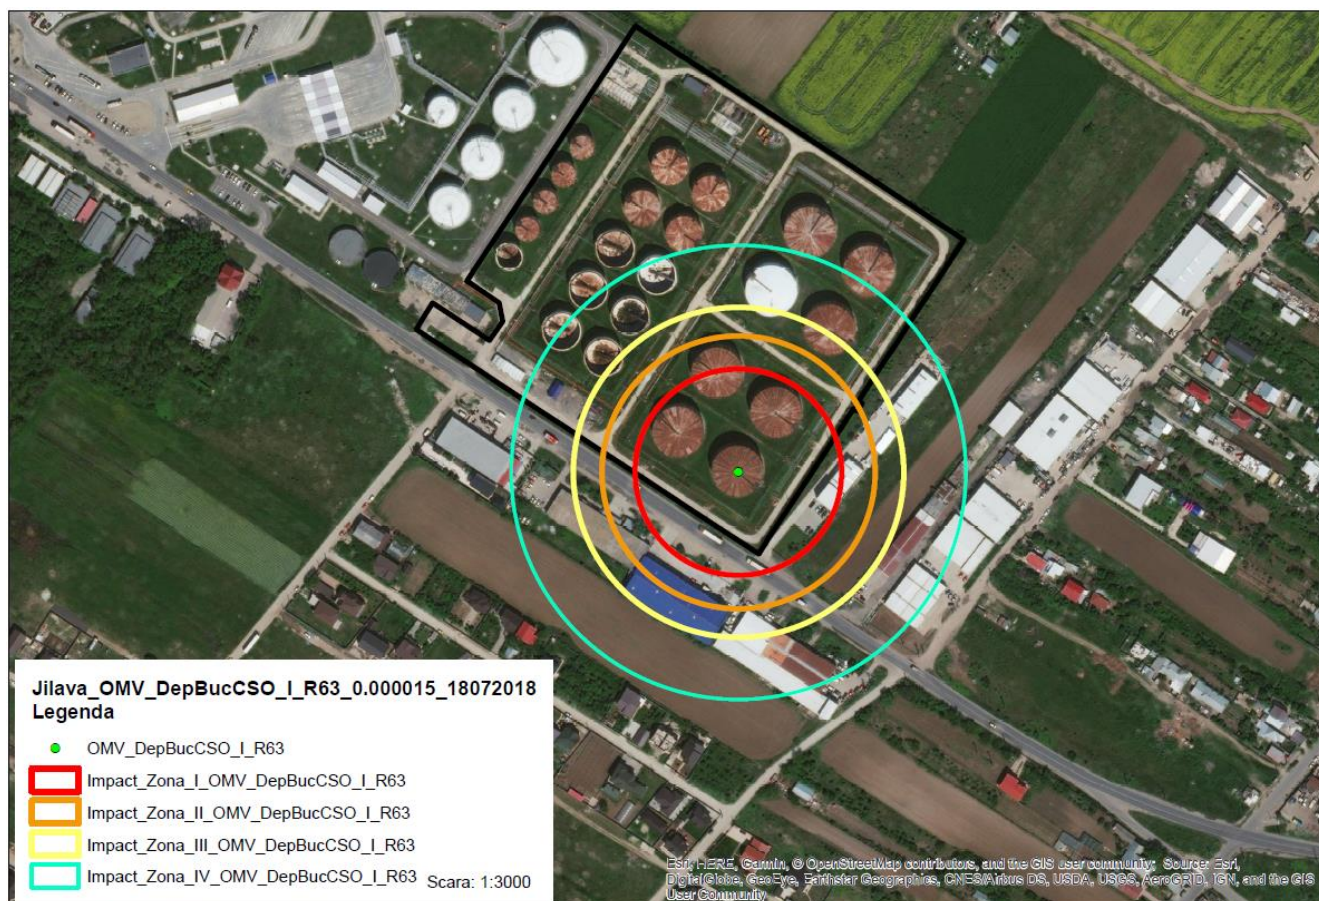 Jilava_OMV_DepBucCSO_I_R63_0.000015_18072018
Legenda
OMV_DepBucCSO_I_R63
Impact_Zona_I_OMV_DepBucCSO_I_R63
Impact_Zona_II_OMV_DepBucCSO_I_R63
Impact_Zona_III_OMV_DepBucCSO_I_R63
Impact_Zona_IV_OMV_DepBucCSO_I_R63 Scara: 1:3000
Esri, HERE, Garmin, © OpenStreetMap contributors, and the GIS user community; Source: Esri,
DigitalGlobe, GeoEye, Earthstar Geographics, CNES/Airbus DS, USDA, USGS, AeroGRID, IGN, and the GIS
User Community